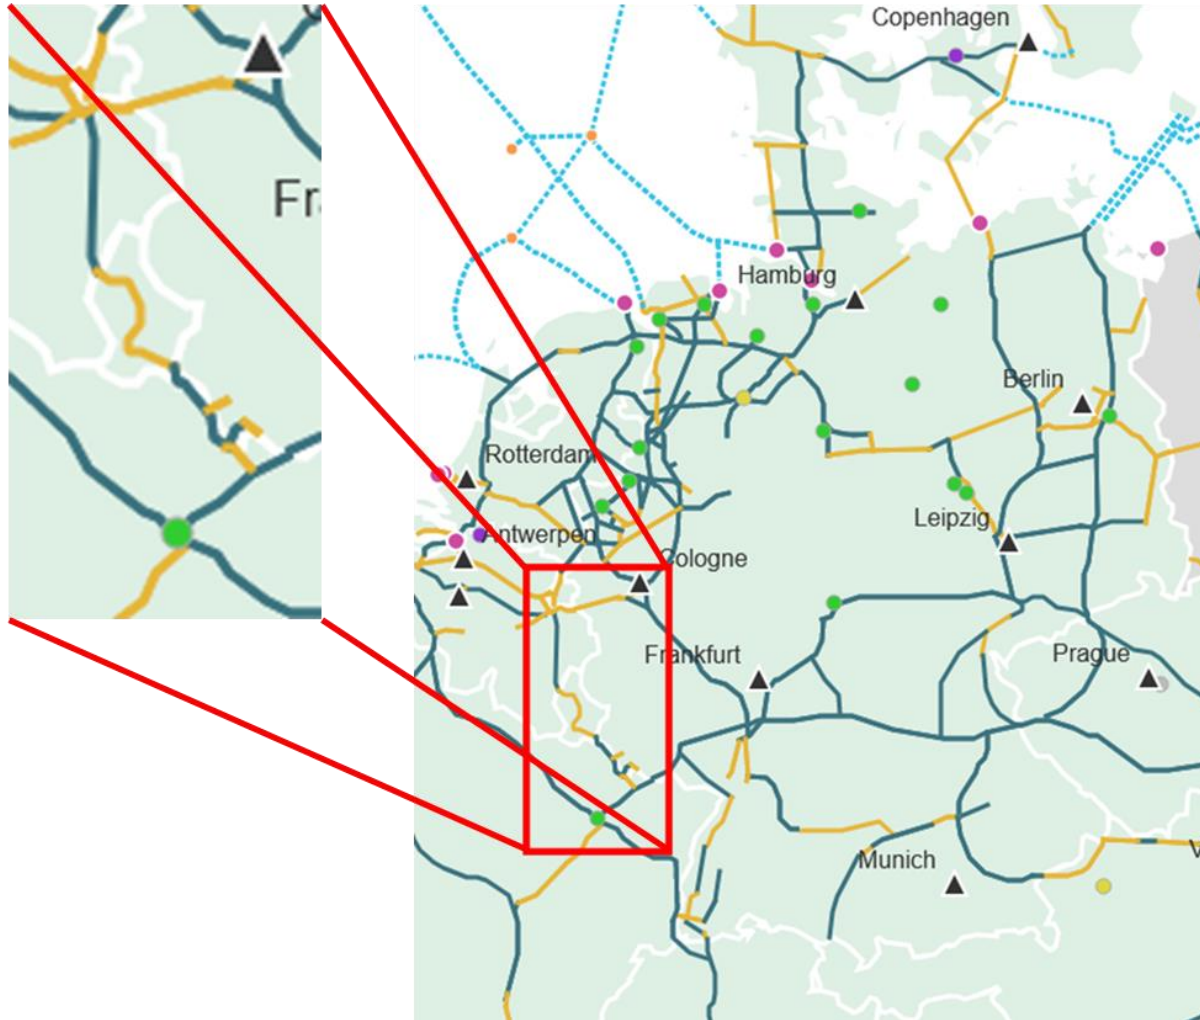 Copenhagen
Fr
Hamburg
Berlin
Rotterdam
Leipzig
Antwerpen
Cologne
Frankfurt
Prague
Munich
V